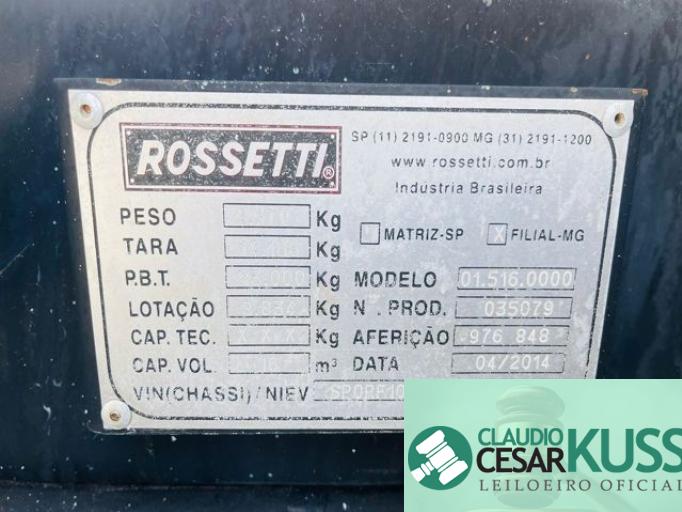 ROSSETTI®
SP (11) 2191-0900 MG (31) 2191-1200
www.rossetti.com.br
Indústria Brasileira
PESO Kg
TARA Kg
MATRIZ-SP X FILIAL-MG
P.B.T. Kg MODELO 01.516.0000
LOTAÇÃO Kg N°. PROD. 035079
CAP. TEC. X X X Kg AFERIÇÃO 976 848
CAP. VOL. m³ DATA 04/2014
VIN(CHASSI)/NIEV
CLAUDIO
CESAR KUSS
LEILOEIRO OFICIAL